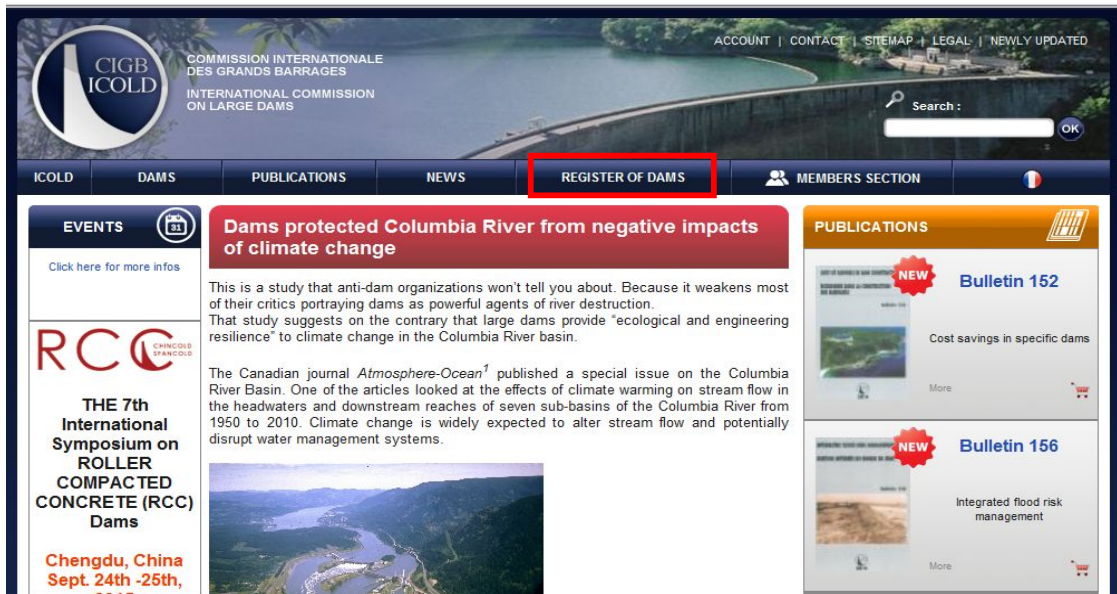 ACCOUNT | CONTACT | SITEMAP | LEGAL | NEWLY UPDATED
CIGB
ICOLD
COMMISSION INTERNATIONALE
DES GRANDS BARRAGES
INTERNATIONAL COMMISSION
ON LARGE DAMS
Search :
OK
ICOLD DAMS PUBLICATIONS NEWS REGISTER OF DAMS MEMBERS SECTION
EVENTS
31
Click here for more infos
RCC
CHINCOLD
SPANCOLD
THE 7th
International
Symposium on
ROLLER
COMPACTED
CONCRETE (RCC)
Dams
Chengdu, China
Sept. 24th -25th,
Dams protected Columbia River from negative impacts
of climate change
This is a study that anti-dam organizations won't tell you about. Because it weakens most
of their critics portraying dams as powerful agents of river destruction.
That study suggests on the contrary that large dams provide “ecological and engineering
resilience” to climate change in the Columbia River basin.
The Canadian journal Atmosphere-Ocean1 published a special issue on the Columbia
River Basin. One of the articles looked at the effects of climate warming on stream flow in
the headwaters and downstream reaches of seven sub-basins of the Columbia River from
1950 to 2010. Climate change is widely expected to alter stream flow and potentially
disrupt water management systems.
PUBLICATIONS
NEW
Bulletin 152
Cost savings in specific dams
More
NEW
Bulletin 156
Integrated flood risk
management
More